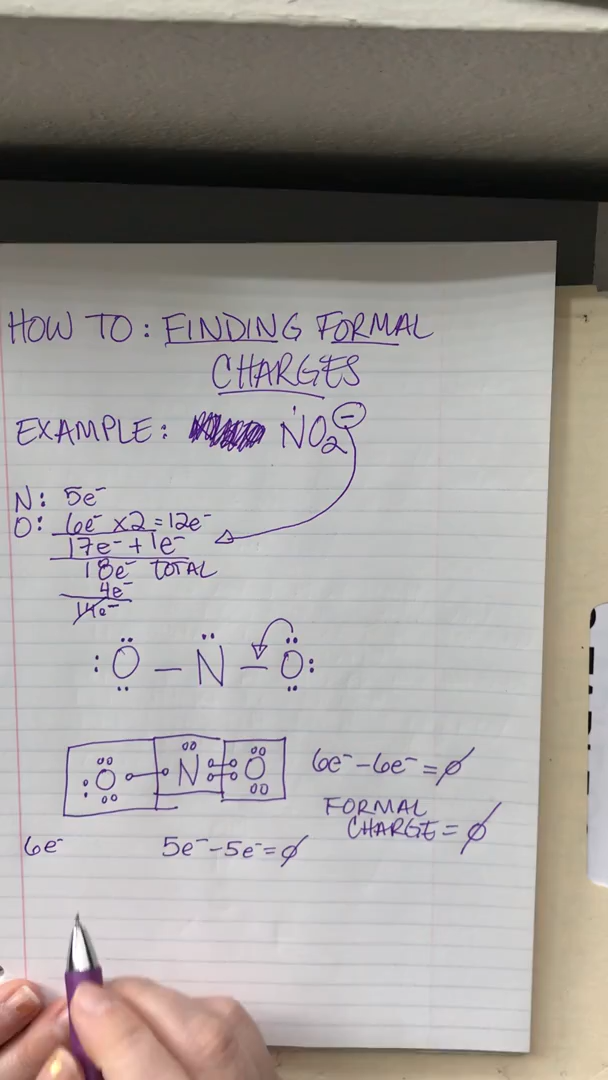 HOW TO: FINDING FORMAL
CHARGES
EXAMPLE: NO₂⁻
N: 5e⁻
O: 6e⁻ x2=12e⁻
17e⁻ + 1e⁻
18e⁻ TOTAL
4e⁻
14e⁻
:O — N — O:
:O — N = O
6e⁻ - 6e⁻ = ∅
FORMAL
CHARGE = ∅
6e⁻ 5e⁻ - 5e⁻ = ∅